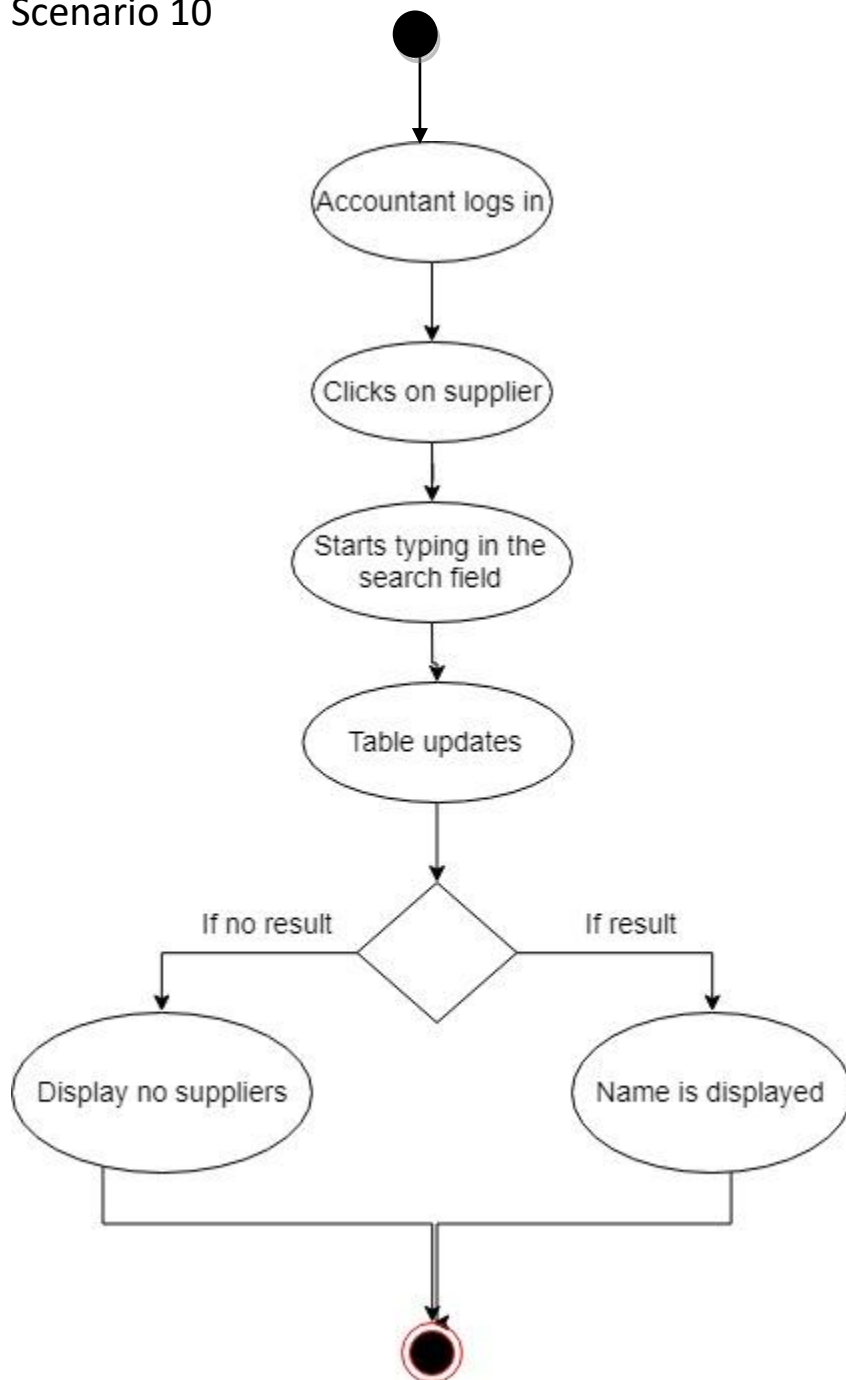 Scenario 10
Accountant logs in
Clicks on supplier
Starts typing in the
search field
Table updates
If no result
If result
Display no suppliers
Name is displayed